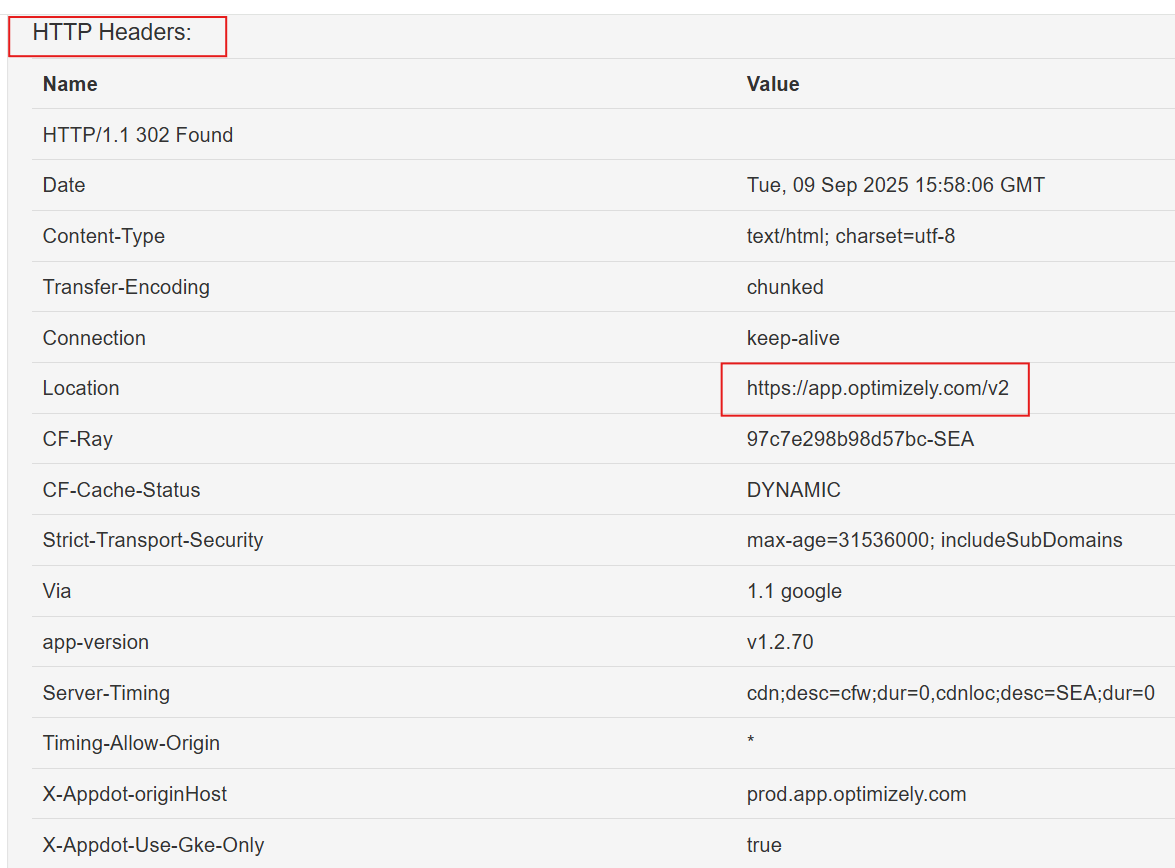 HTTP Headers:
Name Value
HTTP/1.1 302 Found
Date Tue, 09 Sep 2025 15:58:06 GMT
Content-Type text/html; charset=utf-8
Transfer-Encoding chunked
Connection keep-alive
Location https://app.optimizely.com/v2
CF-Ray 97c7e298b98d57bc-SEA
CF-Cache-Status DYNAMIC
Strict-Transport-Security max-age=31536000; includeSubDomains
Via 1.1 google
app-version v1.2.70
Server-Timing cdn;desc=cfw;dur=0,cdnloc;desc=SEA;dur=0
Timing-Allow-Origin *
X-Appdot-originHost prod.app.optimizely.com
X-Appdot-Use-Gke-Only true